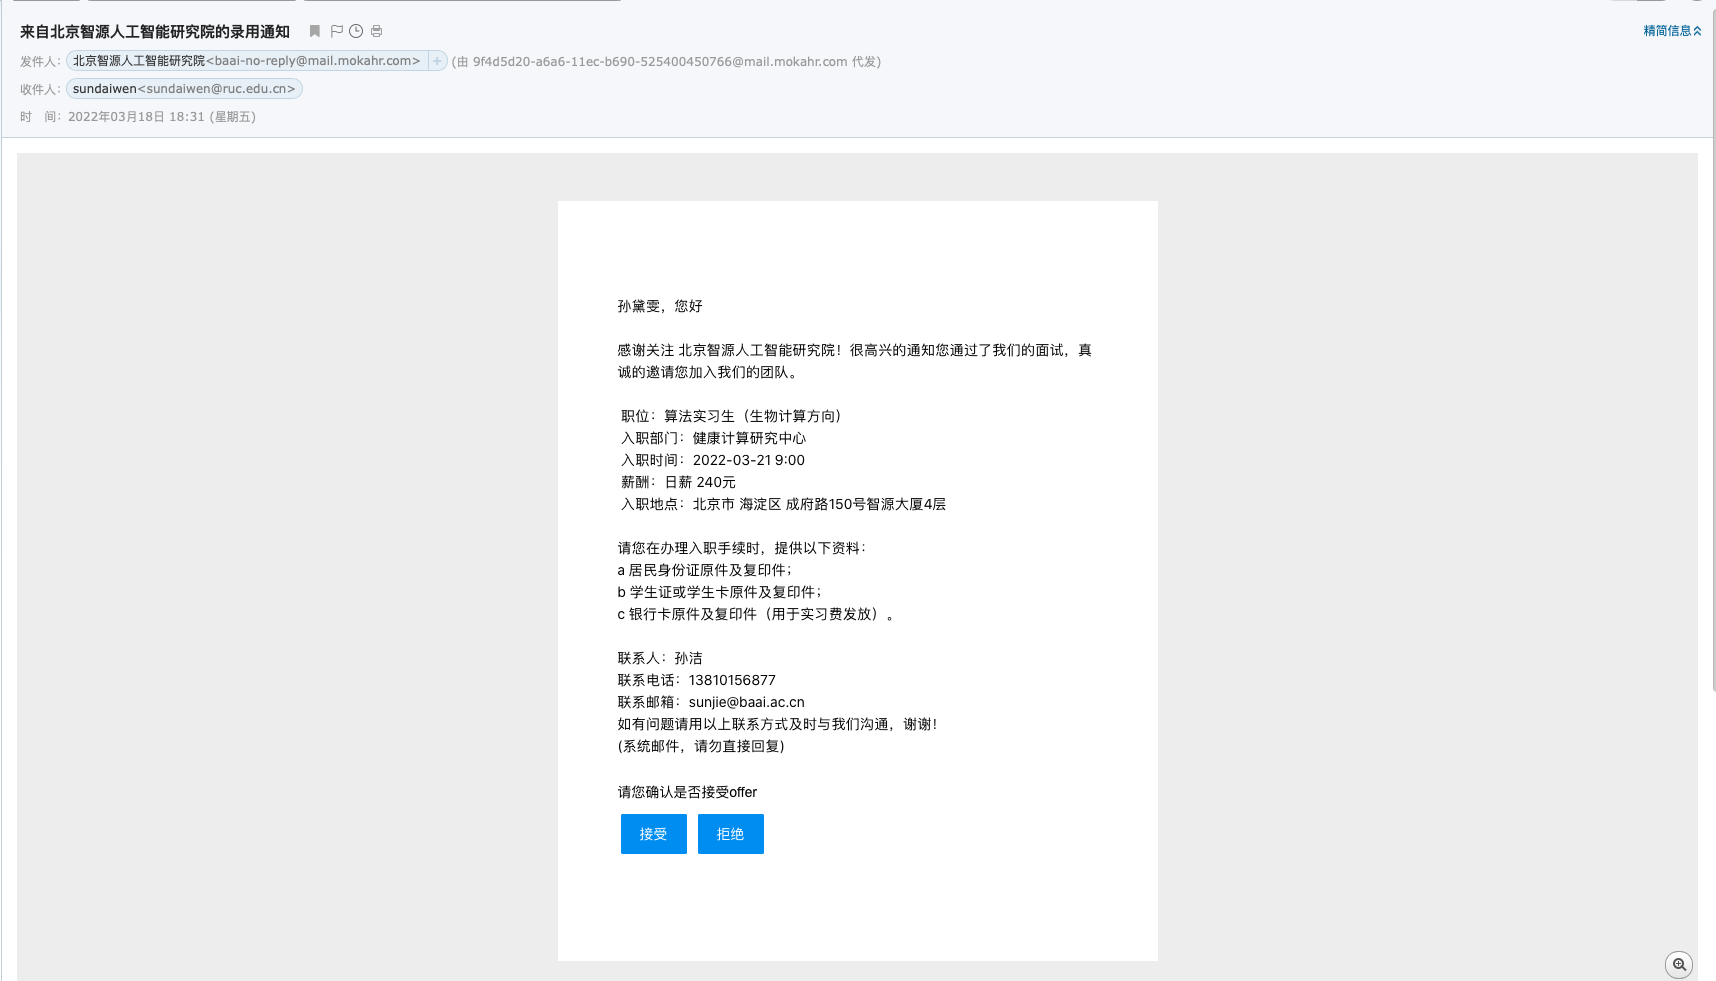 来自北京智源人工智能研究院的录用通知
精简信息
发件人：北京智源人工智能研究院<baai-no-reply@mail.mokahr.com> + (由 9f4d5d20-a6a6-11ec-b690-525400450766@mail.mokahr.com 代发)
收件人：sundaiwen<sundaiwen@ruc.edu.cn>
时 间：2022年03月18日 18:31 (星期五)
孙黛雯，您好
感谢关注 北京智源人工智能研究院！很高兴的通知您通过了我们的面试，真
诚的邀请您加入我们的团队。
职位：算法实习生（生物计算方向）
入职部门：健康计算研究中心
入职时间：2022-03-21 9:00
薪酬：日薪 240元
入职地点：北京市 海淀区 成府路150号智源大厦4层
请您在办理入职手续时，提供以下资料：
a 居民身份证原件及复印件；
b 学生证或学生卡原件及复印件；
c 银行卡原件及复印件（用于实习费发放）。
联系人：孙洁
联系电话：13810156877
联系邮箱：sunjie@baai.ac.cn
如有问题请用以上联系方式及时与我们沟通，谢谢！
(系统邮件，请勿直接回复)
请您确认是否接受offer
接受 拒绝